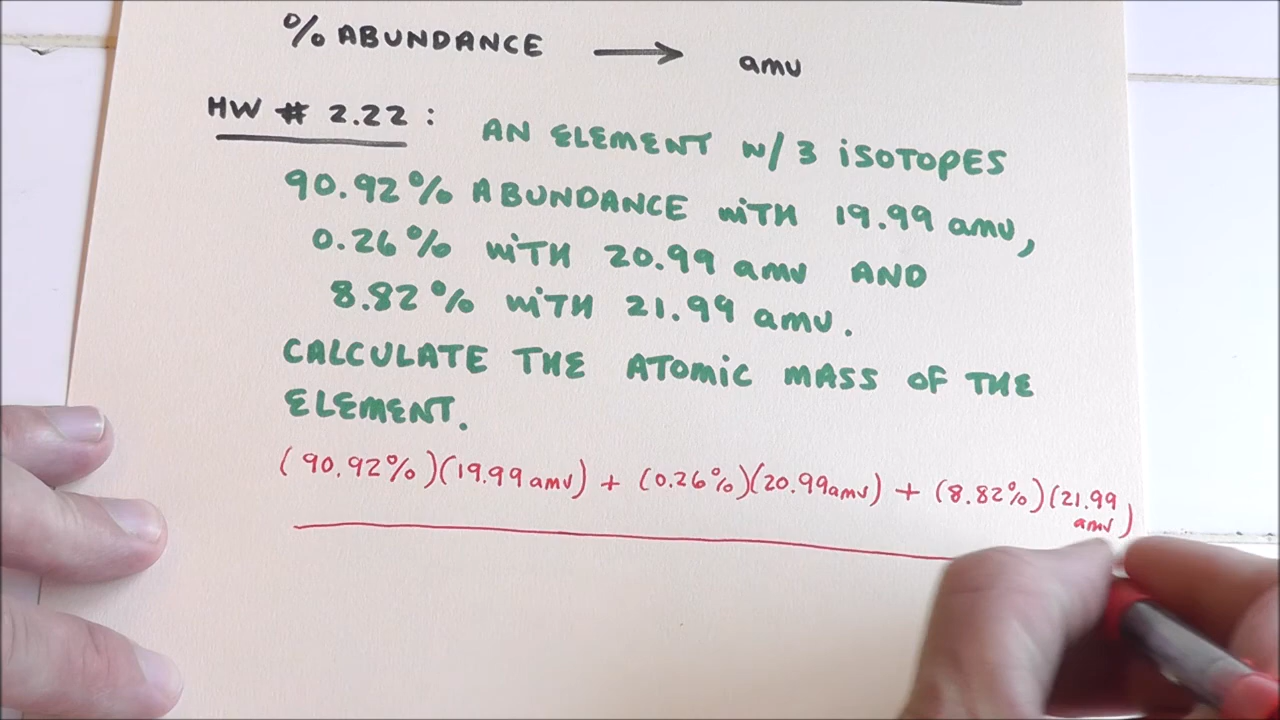 % ABUNDANCE → amu
HW # 2.22 : AN ELEMENT w/ 3 ISOTOPES
90.92% ABUNDANCE WITH 19.99 amu,
0.26% WITH 20.99 amu AND
8.82% WITH 21.99 amu.
CALCULATE THE ATOMIC MASS OF THE
ELEMENT.
(90.92%)(19.99 amu) + (0.26%)(20.99amu) + (8.82%)(21.99
amu)